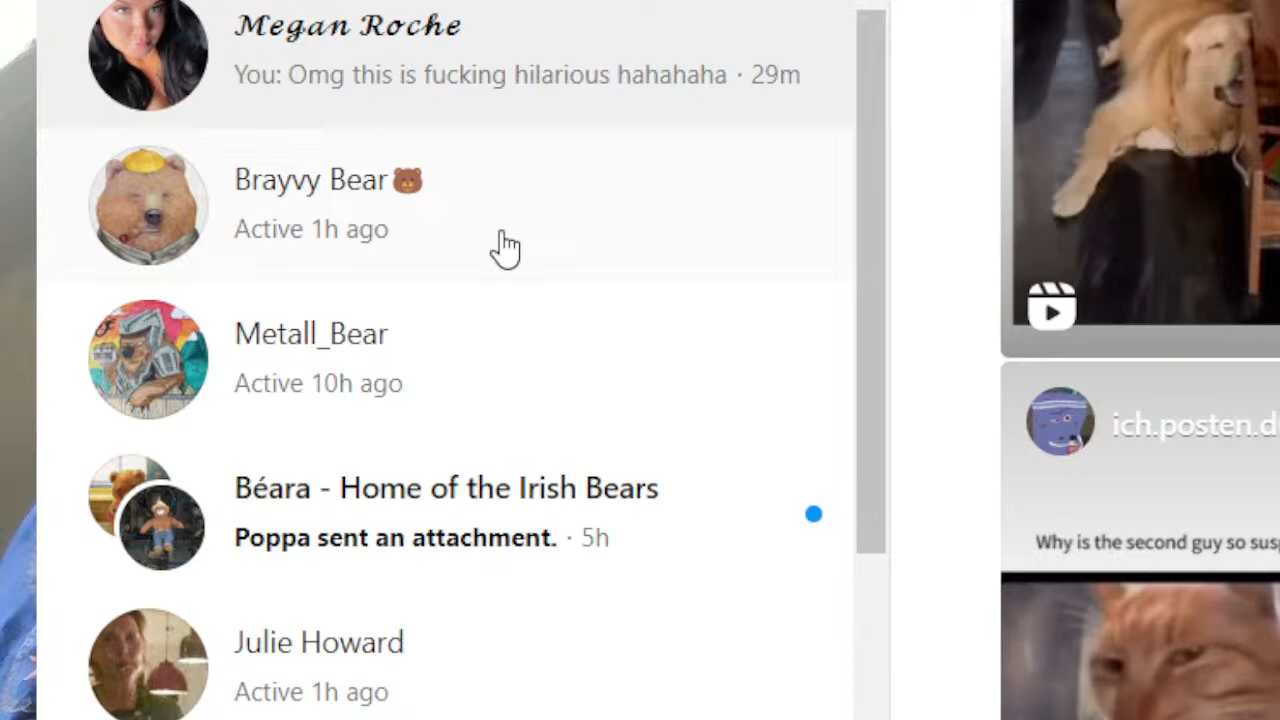 Megan Roche
You: Omg this is fucking hilarious hahahaha · 29m
Brayvy Bear🐻
Active 1h ago
Metall_Bear
Active 10h ago
Béara - Home of the Irish Bears
Poppa sent an attachment. · 5h
Julie Howard
Active 1h ago
ich.posten.d
Why is the second guy so sus